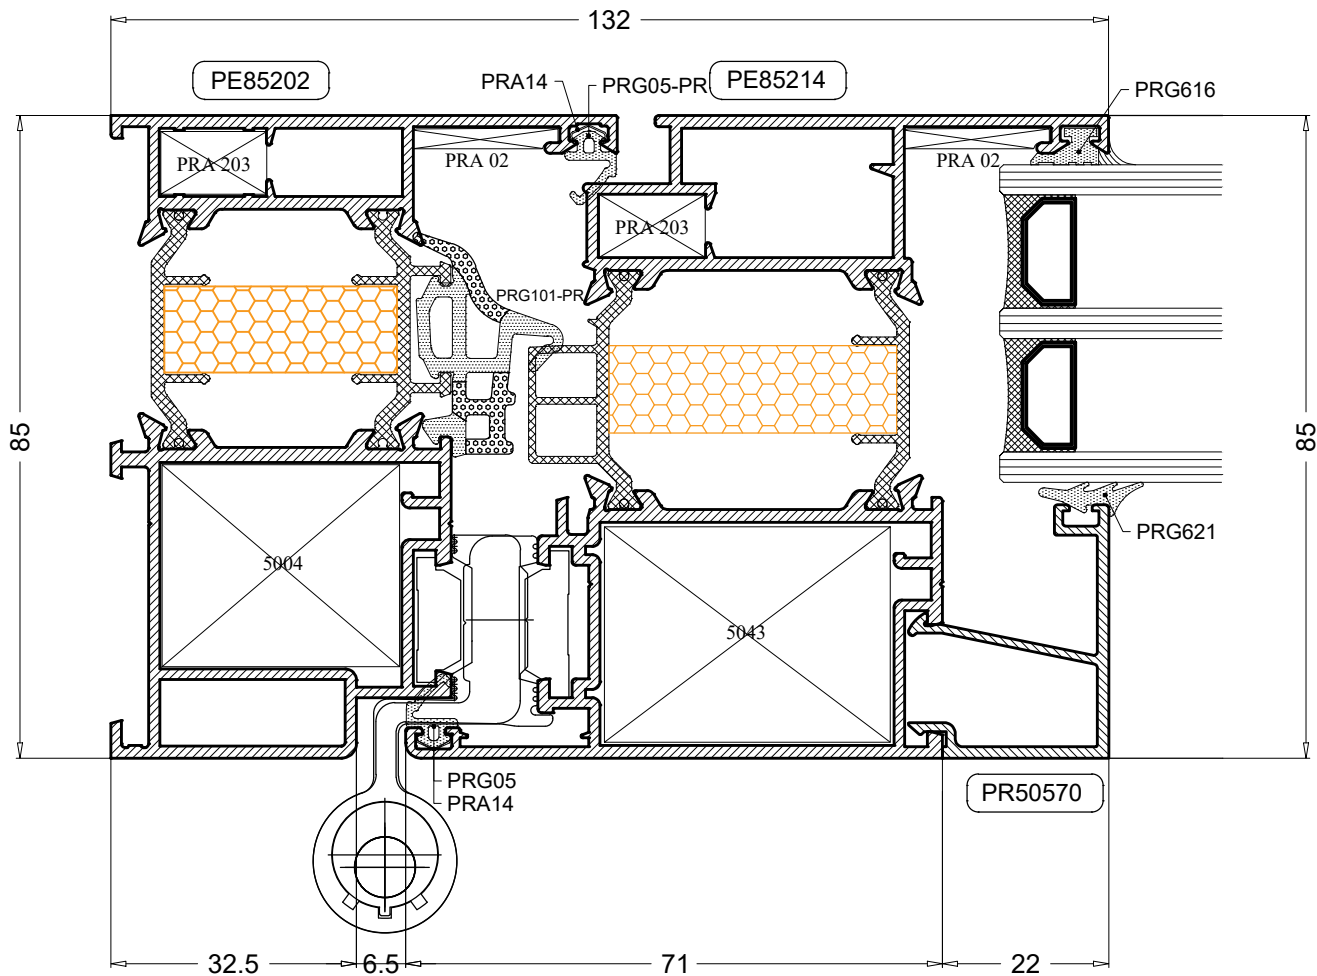 132
PE85202
PRA14
PRG05-PR
PE85214
PRG616
PRA 203
PRA 02
PRA 02
PRA 203
PRG101-PR
85
85
PRG621
5004
5043
PRG05
PRA14
PR50570
32.5
6.5
71
22